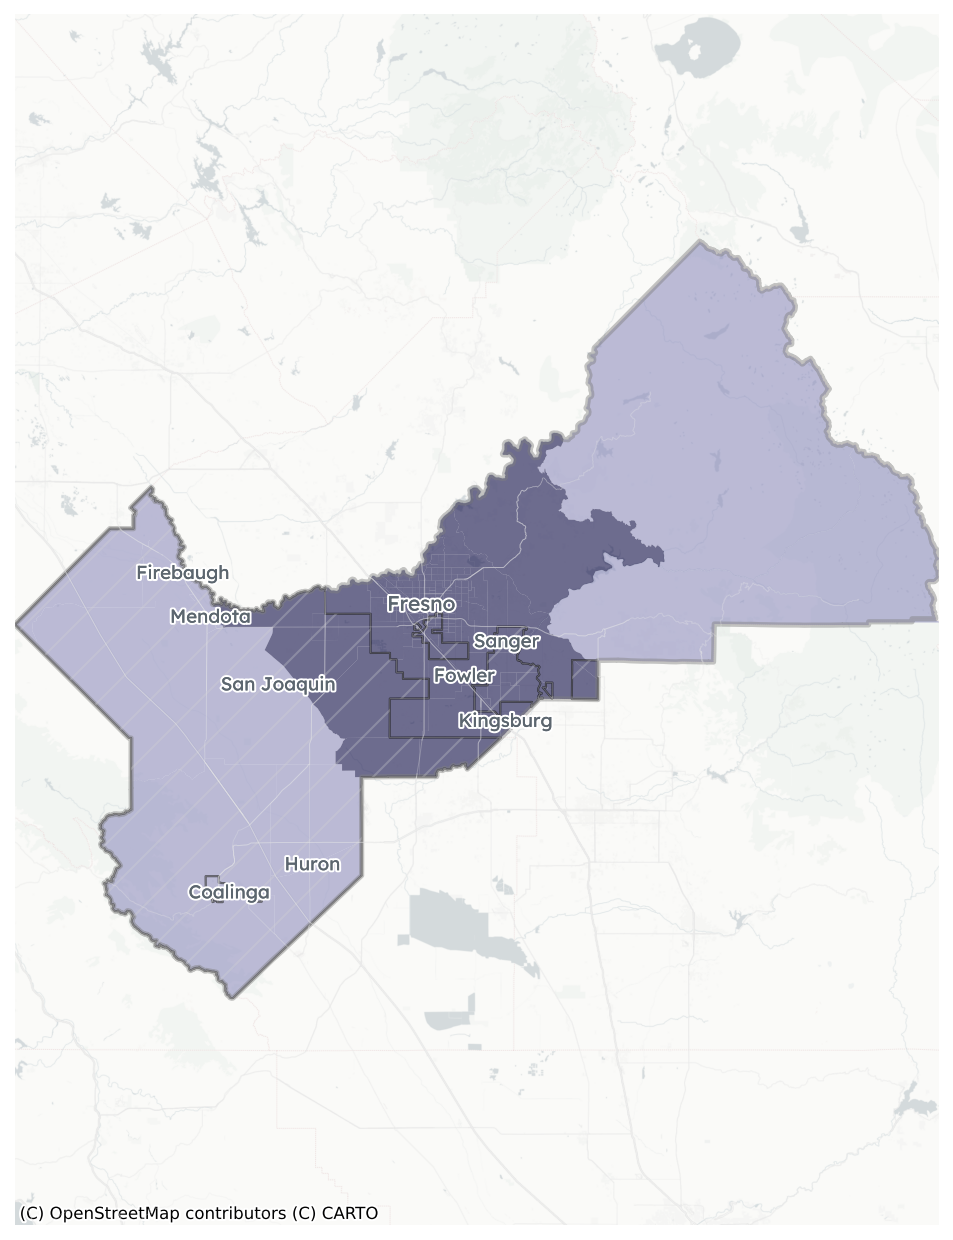 Firebaugh
Fresno
Mendota
Sanger
Fowler
San Joaquin
Kingsburg
Huron
Coalinga
(C) OpenStreetMap contributors (C) CARTO